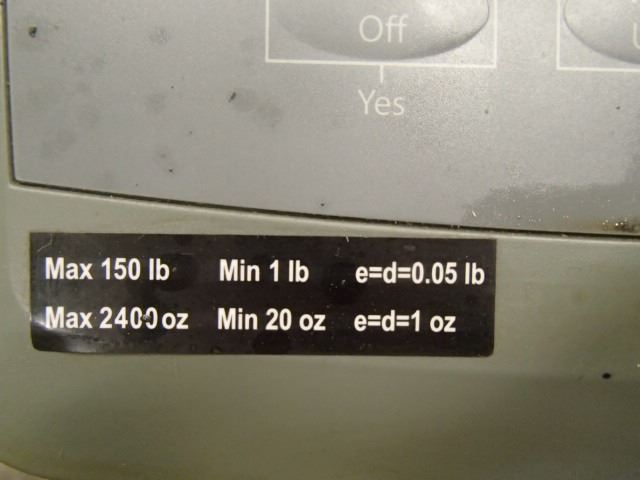 Off
Yes
Max 150 lb Min 1 lb e=d=0.05 lb
Max 2400 oz Min 20 oz e=d=1 oz